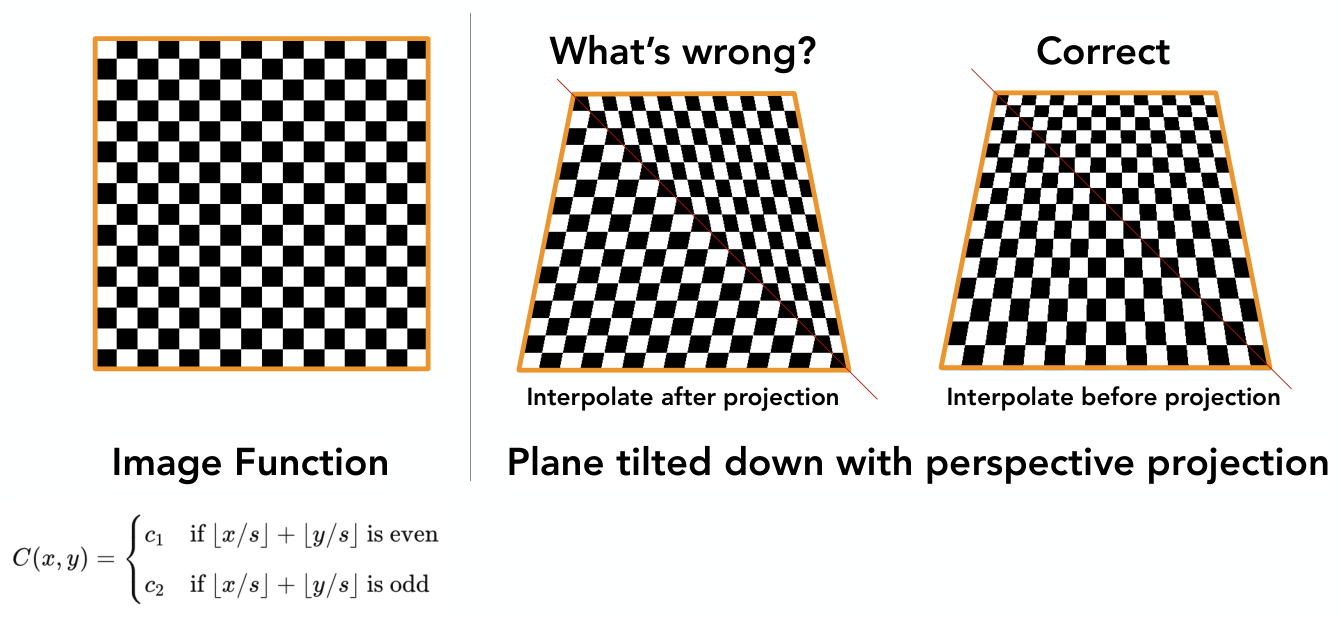 What's wrong?
Correct
Interpolate after projection
Interpolate before projection
Image Function
Plane tilted down with perspective projection
C(x, y) = { c₁ if ⌊x/s⌋ + ⌊y/s⌋ is even
c₂ if ⌊x/s⌋ + ⌊y/s⌋ is odd